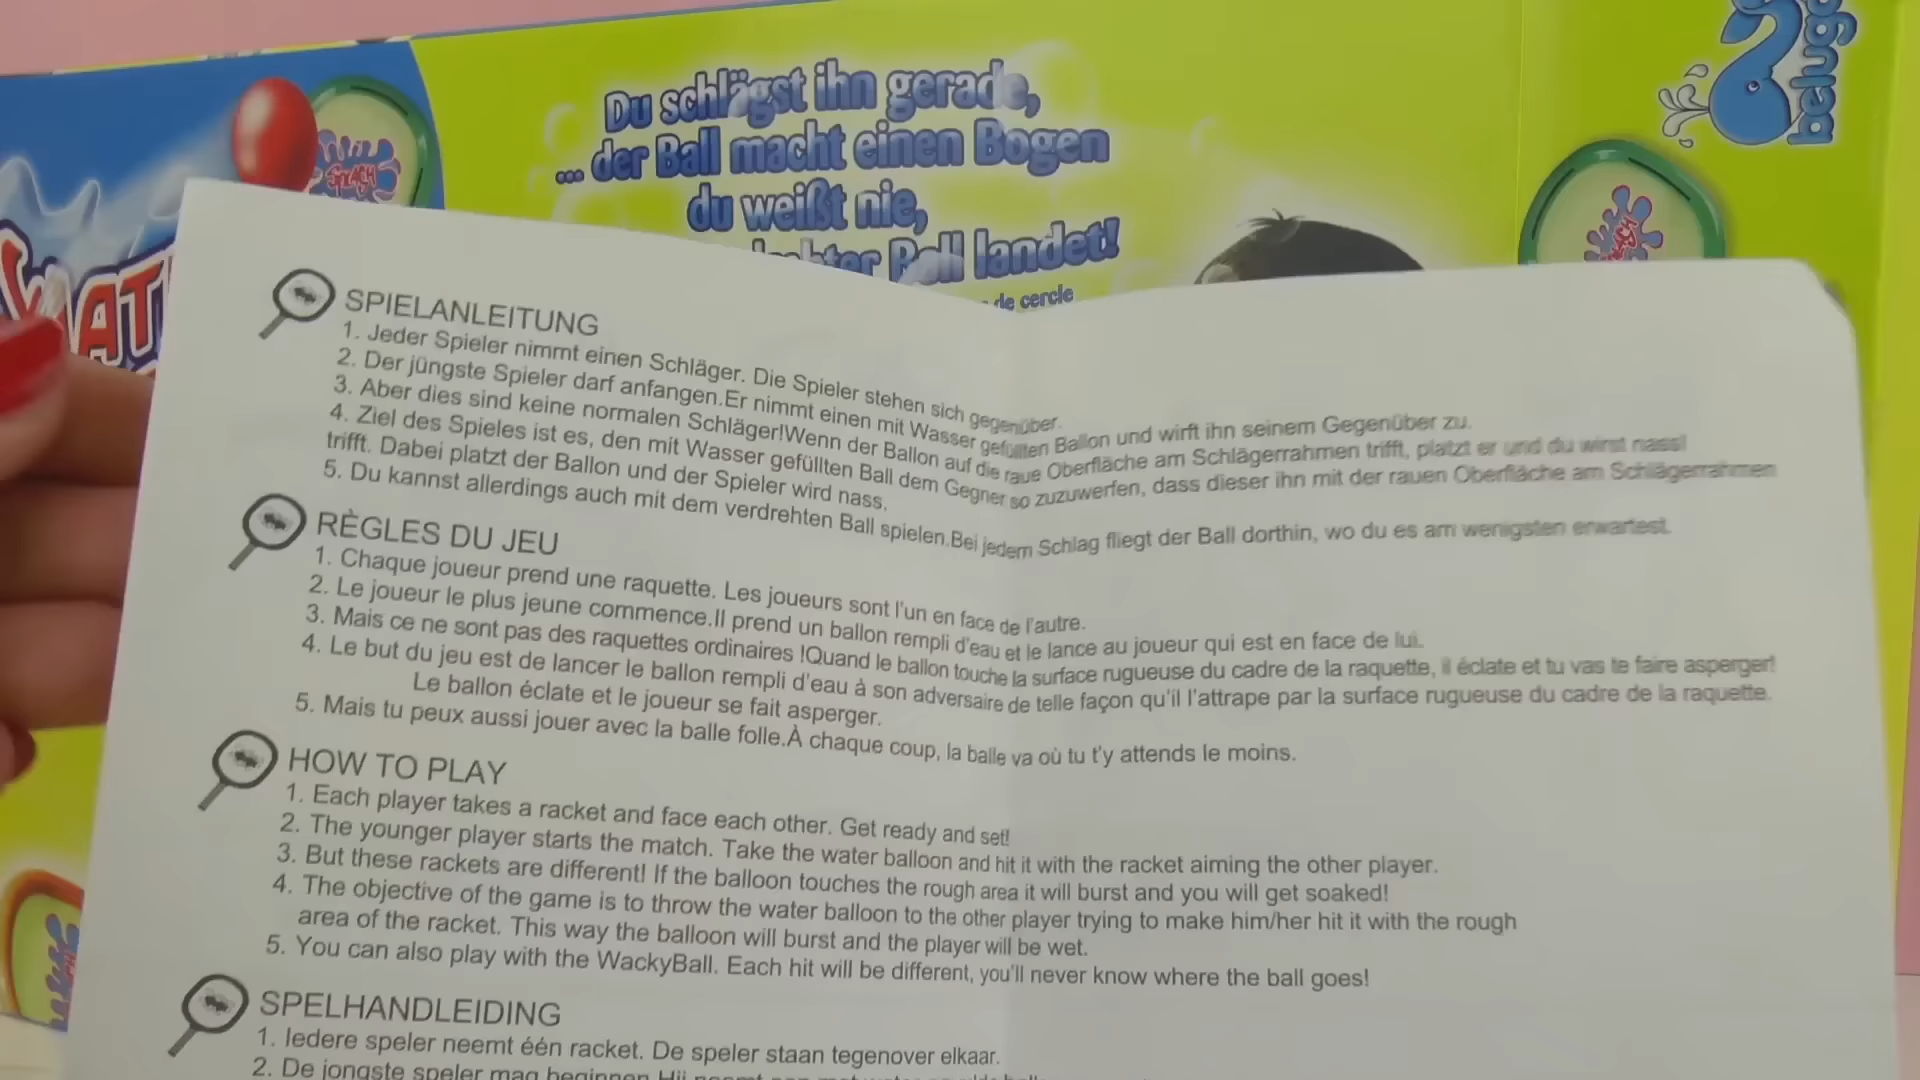 Du schlägst ihn gerade,
... der Ball macht einen Bogen
du weißt nie,
Ball landet!
de cercle
beluga
SPLASH
SPLASH
WAT
SPIELANLEITUNG
1. Jeder Spieler nimmt einen Schläger. Die Spieler stehen sich gegenüber.
2. Der jüngste Spieler darf anfangen.Er nimmt einen mit Wasser gefüllten Ballon und wirft ihn seinem Gegenüber zu.
3. Aber dies sind keine normalen Schläger!Wenn der Ballon auf die raue Oberfläche am Schlägerrahmen trifft, platzt er und du wirst nass!
4. Ziel des Spieles ist es, den mit Wasser gefüllten Ball dem Gegner so zuzuwerfen, dass dieser ihn mit der rauen Oberfläche am Schlägerrahmen
trifft. Dabei platzt der Ballon und der Spieler wird nass.
5. Du kannst allerdings auch mit dem verdrehten Ball spielen.Bei jedem Schlag fliegt der Ball dorthin, wo du es am wenigsten erwartest.
RÈGLES DU JEU
1. Chaque joueur prend une raquette. Les joueurs sont l'un en face de l'autre.
2. Le joueur le plus jeune commence.Il prend un ballon rempli d'eau et le lance au joueur qui est en face de lui.
3. Mais ce ne sont pas des raquettes ordinaires !Quand le ballon touche la surface rugueuse du cadre de la raquette, il éclate et tu vas te faire asperger!
4. Le but du jeu est de lancer le ballon rempli d'eau à son adversaire de telle façon qu'il l'attrape par la surface rugueuse du cadre de la raquette.
Le ballon éclate et le joueur se fait asperger.
5. Mais tu peux aussi jouer avec la balle folle.À chaque coup, la balle va où tu t'y attends le moins.
HOW TO PLAY
1. Each player takes a racket and face each other. Get ready and set!
2. The younger player starts the match. Take the water balloon and hit it with the racket aiming the other player.
3. But these rackets are different! If the balloon touches the rough area it will burst and you will get soaked!
4. The objective of the game is to throw the water balloon to the other player trying to make him/her hit it with the rough
area of the racket. This way the balloon will burst and the player will be wet.
5. You can also play with the WackyBall. Each hit will be different, you'll never know where the ball goes!
SPELHANDLEIDING
1. Iedere speler neemt één racket. De speler staan tegenover elkaar.
2. De jongste speler mag beginnen.Hij